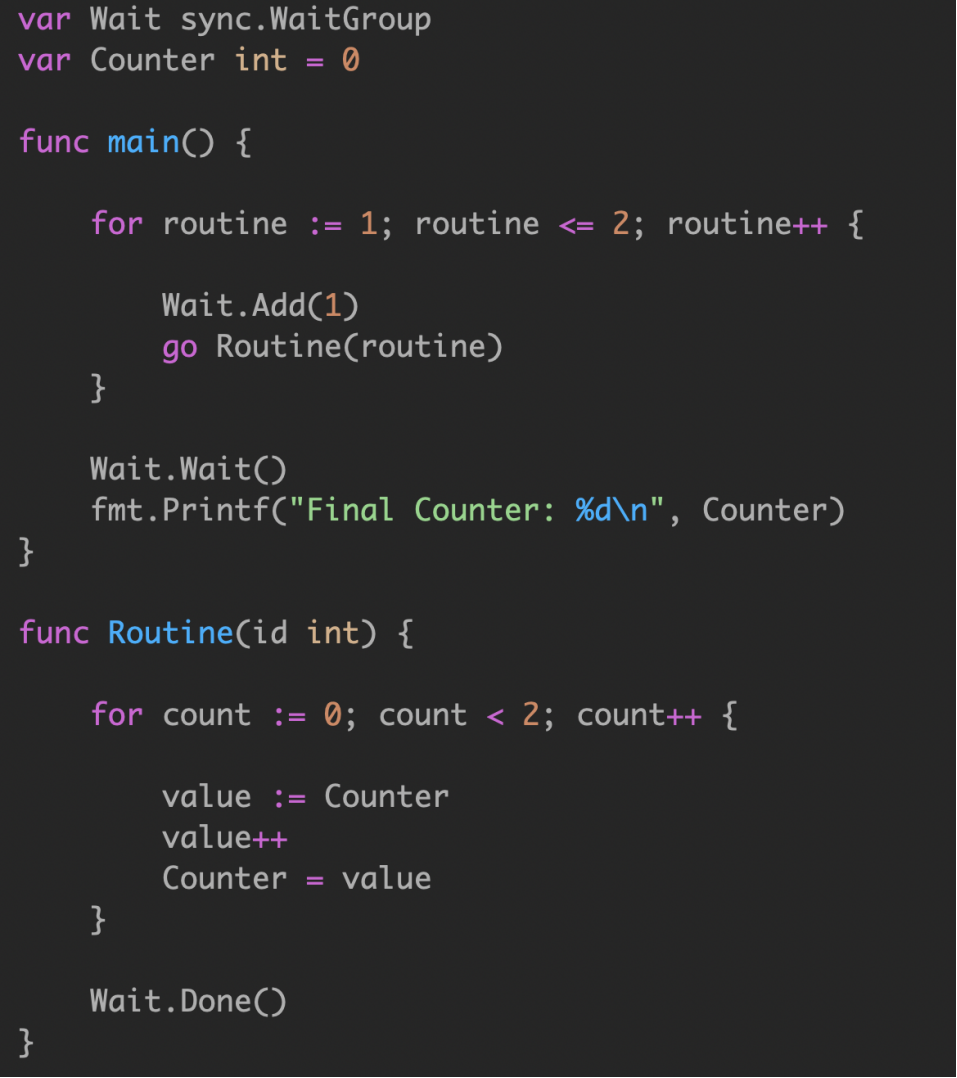 var Wait sync.WaitGroup
var Counter int = 0
func main() {
for routine := 1; routine <= 2; routine++ {
Wait.Add(1)
go Routine(routine)
}
Wait.Wait()
fmt.Printf("Final Counter: %d\n", Counter)
}
func Routine(id int) {
for count := 0; count < 2; count++ {
value := Counter
value++
Counter = value
}
Wait.Done()
}